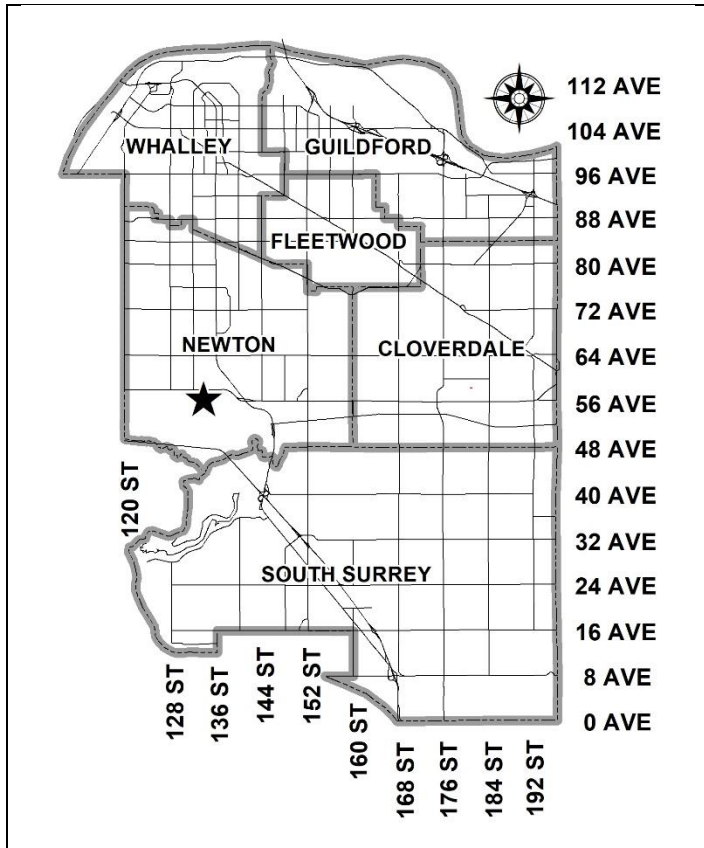 112 AVE
104 AVE
WHALLEY
GUILDFORD
96 AVE
88 AVE
FLEETWOOD
80 AVE
72 AVE
NEWTON
CLOVERDALE
64 AVE
56 AVE
48 AVE
120 ST
40 AVE
32 AVE
SOUTH SURREY
24 AVE
16 AVE
8 AVE
0 AVE
128 ST
136 ST
144 ST
152 ST
160 ST
168 ST
176 ST
184 ST
192 ST